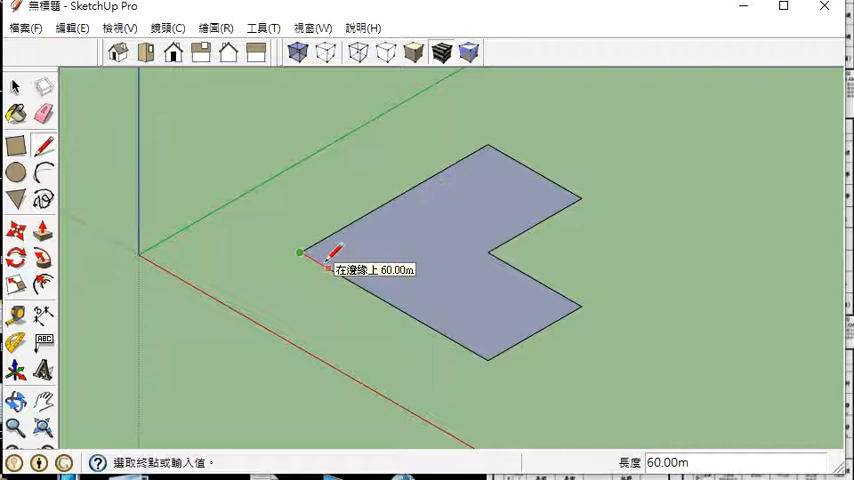 無標題 - SketchUp Pro
檔案(F) 編輯(E) 檢視(V) 鏡頭(C) 繪圖(R) 工具(T) 視窗(W) 說明(H)
在邊緣上 60.00m
ABC
選取終點或輸入值。
長度 60.00m